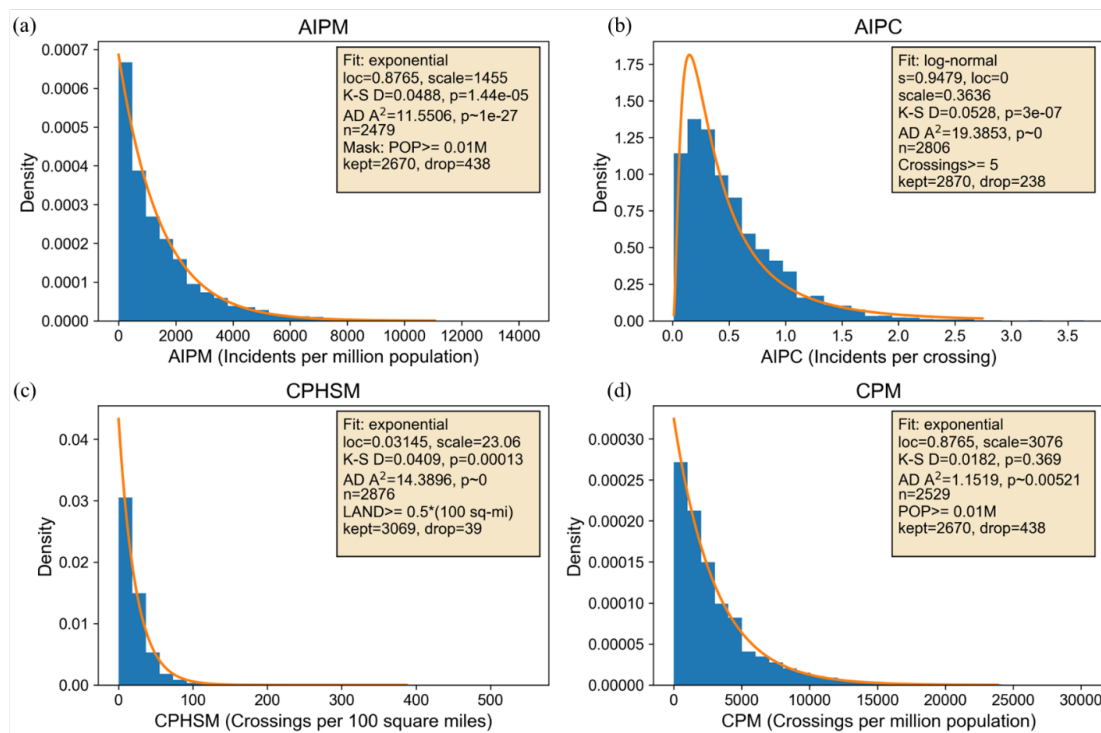 (a)
AIPM
0.0007
0.0006
0.0005
0.0004
0.0003
0.0002
0.0001
0.0000
Density
Fit: exponential
loc=0.8765, scale=1455
K-S D=0.0488, p=1.44e-05
AD A²=11.5506, p~1e-27
n=2479
Mask: POP>= 0.01M
kept=2670, drop=438
0 2000 4000 6000 8000 10000 12000 14000
AIPM (Incidents per million population)
(b)
AIPC
1.75
1.50
1.25
1.00
0.75
0.50
0.25
0.00
Density
Fit: log-normal
s=0.9479, loc=0
scale=0.3636
K-S D=0.0528, p=3e-07
AD A²=19.3853, p~0
n=2806
Crossings>= 5
kept=2870, drop=238
0.0 0.5 1.0 1.5 2.0 2.5 3.0 3.5
AIPC (Incidents per crossing)
(c)
CPHSM
0.04
0.03
0.02
0.01
0.00
Density
Fit: exponential
loc=0.03145, scale=23.06
K-S D=0.0409, p=0.00013
AD A²=14.3896, p~0
n=2876
LAND>= 0.5*(100 sq-mi)
kept=3069, drop=39
0 100 200 300 400 500
CPHSM (Crossings per 100 square miles)
(d)
CPM
0.00030
0.00025
0.00020
0.00015
0.00010
0.00005
0.00000
Density
Fit: exponential
loc=0.8765, scale=3076
K-S D=0.0182, p=0.369
AD A²=1.1519, p~0.00521
n=2529
POP>= 0.01M
kept=2670, drop=438
0 5000 10000 15000 20000 25000 30000
CPM (Crossings per million population)